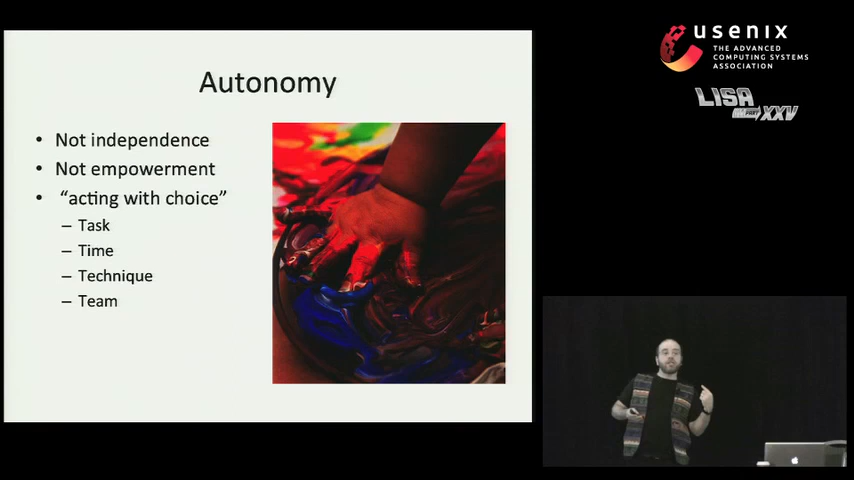 Autonomy
• Not independence
• Not empowerment
• “acting with choice”
– Task
– Time
– Technique
– Team
usenix
THE ADVANCED
COMPUTING SYSTEMS
ASSOCIATION
LISA
XXV